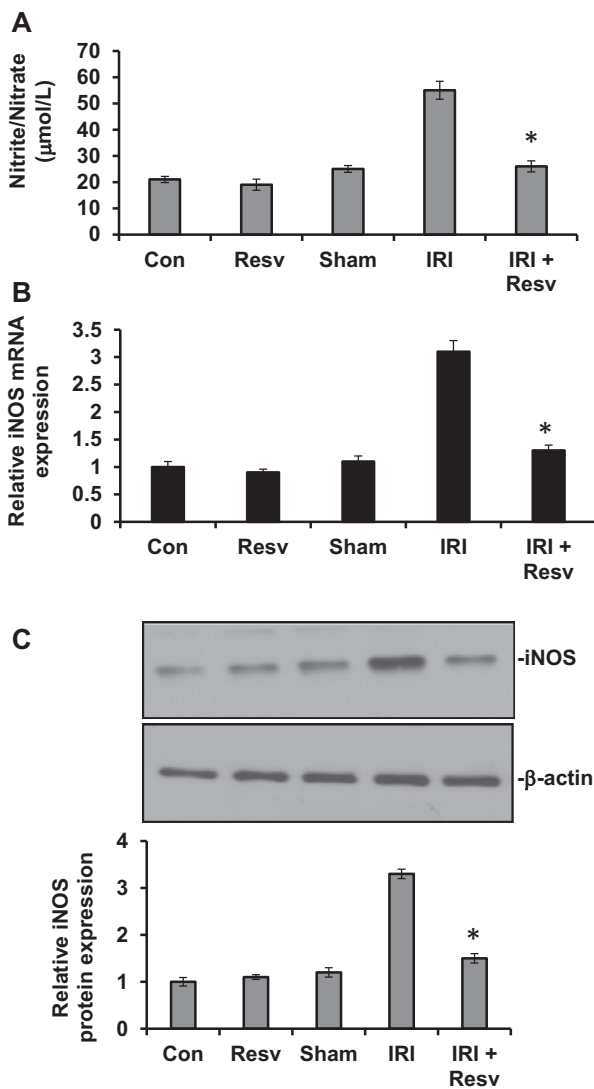 A
Nitrite/Nitrate
(μmol/L)
70
60
50
40
30
20
10
0
Con Resv Sham IRI IRI +
Resv
*
B
Relative iNOS mRNA
expression
3.5
3
2.5
2
1.5
1
0.5
0
Con Resv Sham IRI IRI +
Resv
*
C
-iNOS
-β-actin
Relative iNOS
protein expression
4
3
2
1
0
Con Resv Sham IRI IRI +
Resv
*